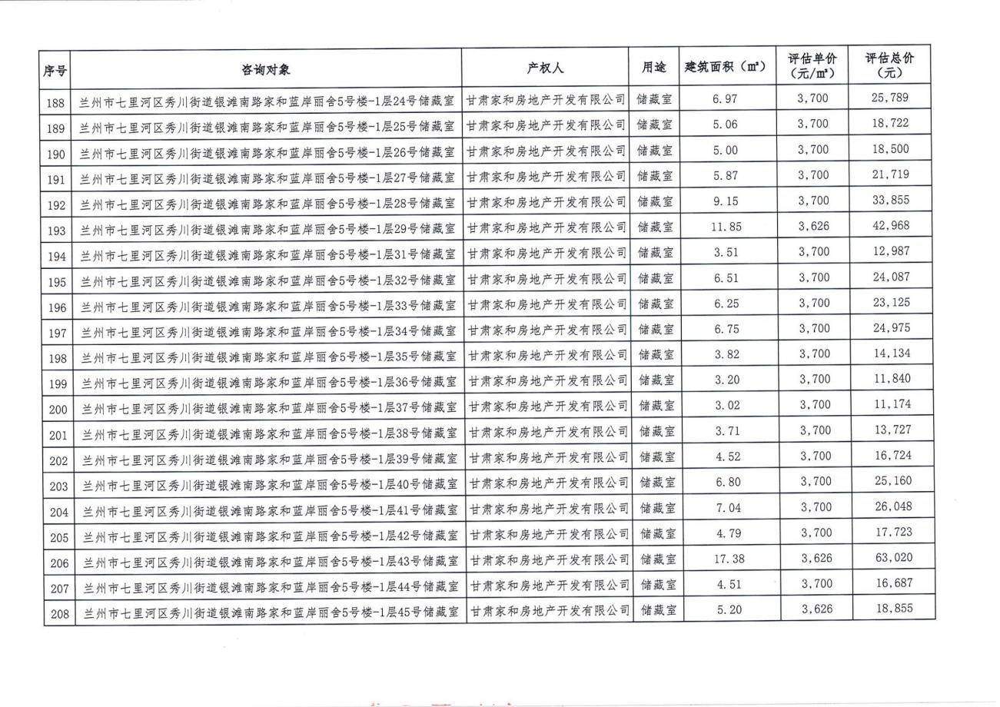 序号 咨询对象 产权人 用途 建筑面积（㎡） 评估单价（元/㎡） 评估总价（元）
188 兰州市七里河区秀川街道银滩南路家和蓝岸丽舍5号楼-1层24号储藏室 甘肃家和房地产开发有限公司 储藏室 6.97 3,700 25,789
189 兰州市七里河区秀川街道银滩南路家和蓝岸丽舍5号楼-1层25号储藏室 甘肃家和房地产开发有限公司 储藏室 5.06 3,700 18,722
190 兰州市七里河区秀川街道银滩南路家和蓝岸丽舍5号楼-1层26号储藏室 甘肃家和房地产开发有限公司 储藏室 5.00 3,700 18,500
191 兰州市七里河区秀川街道银滩南路家和蓝岸丽舍5号楼-1层27号储藏室 甘肃家和房地产开发有限公司 储藏室 5.87 3,700 21,719
192 兰州市七里河区秀川街道银滩南路家和蓝岸丽舍5号楼-1层28号储藏室 甘肃家和房地产开发有限公司 储藏室 9.15 3,700 33,855
193 兰州市七里河区秀川街道银滩南路家和蓝岸丽舍5号楼-1层29号储藏室 甘肃家和房地产开发有限公司 储藏室 11.85 3,626 42,968
194 兰州市七里河区秀川街道银滩南路家和蓝岸丽舍5号楼-1层31号储藏室 甘肃家和房地产开发有限公司 储藏室 3.51 3,700 12,987
195 兰州市七里河区秀川街道银滩南路家和蓝岸丽舍5号楼-1层32号储藏室 甘肃家和房地产开发有限公司 储藏室 6.51 3,700 24,087
196 兰州市七里河区秀川街道银滩南路家和蓝岸丽舍5号楼-1层33号储藏室 甘肃家和房地产开发有限公司 储藏室 6.25 3,700 23,125
197 兰州市七里河区秀川街道银滩南路家和蓝岸丽舍5号楼-1层34号储藏室 甘肃家和房地产开发有限公司 储藏室 6.75 3,700 24,975
198 兰州市七里河区秀川街道银滩南路家和蓝岸丽舍5号楼-1层35号储藏室 甘肃家和房地产开发有限公司 储藏室 3.82 3,700 14,134
199 兰州市七里河区秀川街道银滩南路家和蓝岸丽舍5号楼-1层36号储藏室 甘肃家和房地产开发有限公司 储藏室 3.20 3,700 11,840
200 兰州市七里河区秀川街道银滩南路家和蓝岸丽舍5号楼-1层37号储藏室 甘肃家和房地产开发有限公司 储藏室 3.02 3,700 11,174
201 兰州市七里河区秀川街道银滩南路家和蓝岸丽舍5号楼-1层38号储藏室 甘肃家和房地产开发有限公司 储藏室 3.71 3,700 13,727
202 兰州市七里河区秀川街道银滩南路家和蓝岸丽舍5号楼-1层39号储藏室 甘肃家和房地产开发有限公司 储藏室 4.52 3,700 16,724
203 兰州市七里河区秀川街道银滩南路家和蓝岸丽舍5号楼-1层40号储藏室 甘肃家和房地产开发有限公司 储藏室 6.80 3,700 25,160
204 兰州市七里河区秀川街道银滩南路家和蓝岸丽舍5号楼-1层41号储藏室 甘肃家和房地产开发有限公司 储藏室 7.04 3,700 26,048
205 兰州市七里河区秀川街道银滩南路家和蓝岸丽舍5号楼-1层42号储藏室 甘肃家和房地产开发有限公司 储藏室 4.79 3,700 17,723
206 兰州市七里河区秀川街道银滩南路家和蓝岸丽舍5号楼-1层43号储藏室 甘肃家和房地产开发有限公司 储藏室 17.38 3,626 63,020
207 兰州市七里河区秀川街道银滩南路家和蓝岸丽舍5号楼-1层44号储藏室 甘肃家和房地产开发有限公司 储藏室 4.51 3,700 16,687
208 兰州市七里河区秀川街道银滩南路家和蓝岸丽舍5号楼-1层45号储藏室 甘肃家和房地产开发有限公司 储藏室 5.20 3,626 18,855